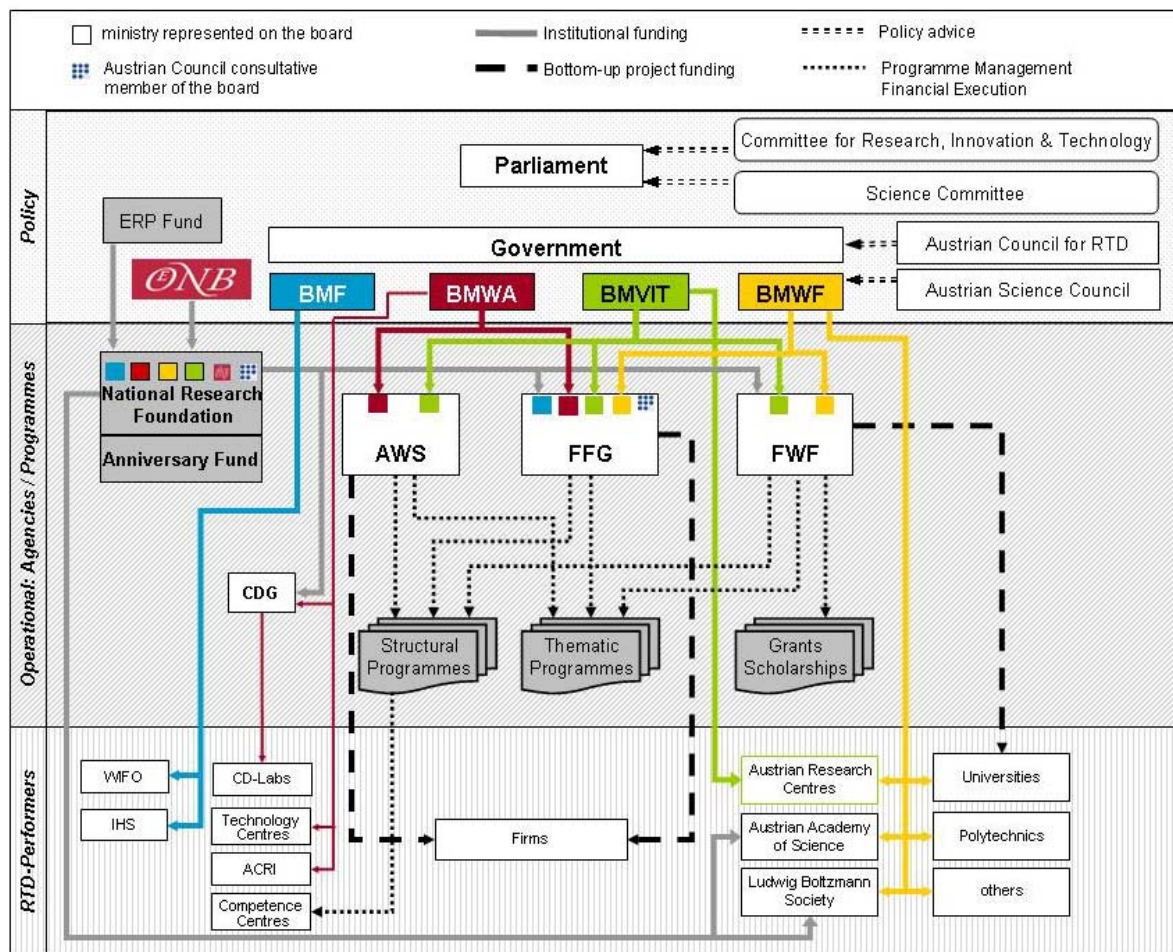 ministry represented on the board
Institutional funding
Policy advice
Austrian Council consultative
member of the board
Bottom-up project funding
Programme Management
Financial Execution
Policy
Committee for Research, Innovation & Technology
Parliament
Science Committee
ERP Fund
Government
Austrian Council for RTD
OeNB
BMF
BMWA
BMVIT
BMWF
Austrian Science Council
Operational: Agencies / Programmes
National Research
Foundation
Anniversary Fund
AWS
FFG
FWF
CDG
Structural
Programmes
Thematic
Programmes
Grants
Scholarships
RTD-Performers
WIFO
CD-Labs
Austrian Research
Centres
Universities
IHS
Technology
Centres
Firms
Austrian Academy
of Science
Polytechnics
ACRI
Ludwig Boltzmann
Society
others
Competence
Centres